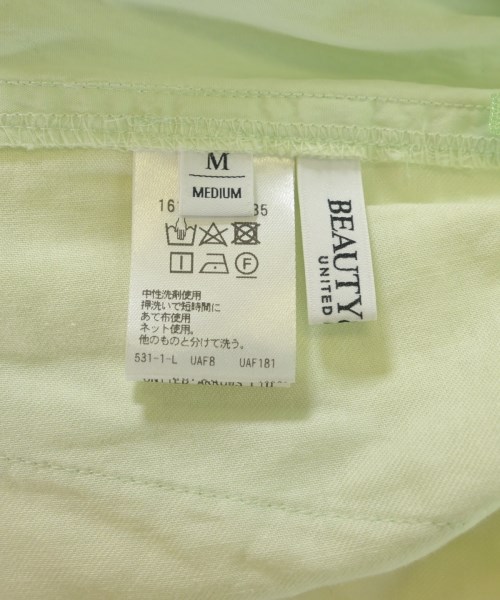 M
MEDIUM
中性洗剤使用
押洗いで短時間に
あて布使用
ネット使用。
他のものと分けて洗う。
531-1-L UAF8 UAF181
BEAUTY
UNITED